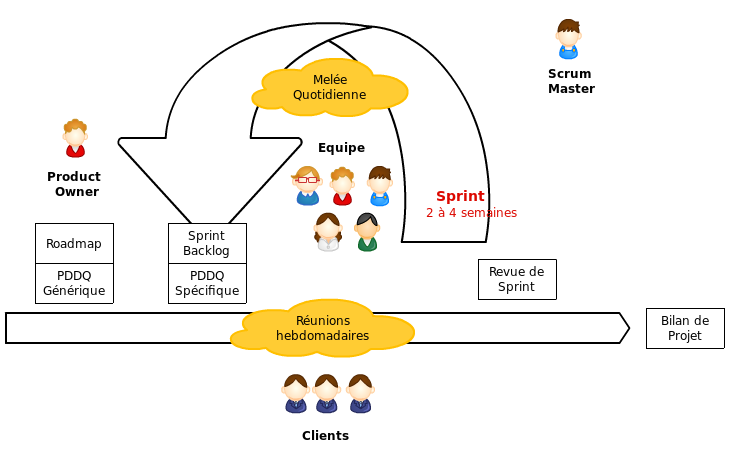 Scrum
Master
Melée
Quotidienne
Equipe
Product
Owner
Sprint
2 à 4 semaines
Roadmap
PDDQ
Générique
Sprint
Backlog
PDDQ
Spécifique
Revue de
Sprint
Réunions
hebdomadaires
Bilan de
Projet
Clients